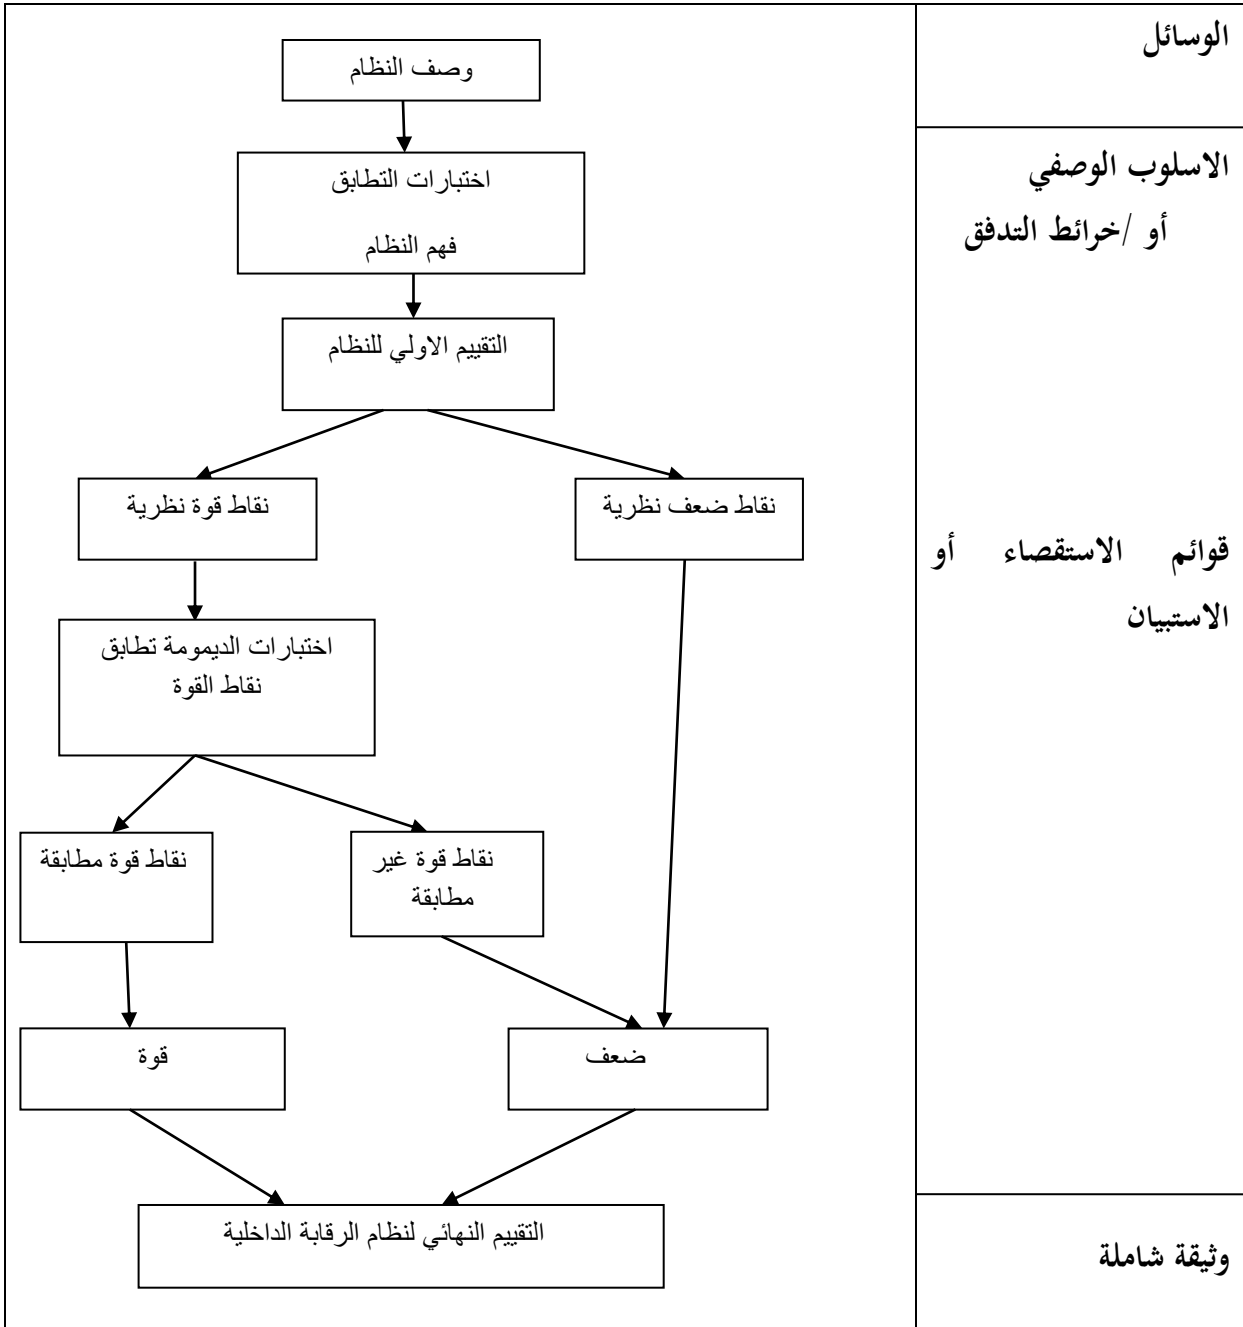 الوسائل
وصف النظام
الاسلوب الوصفي
أو /خرائط التدفق
اختبارات التطابق
فهم النظام
التقييم الاولي للنظام
نقاط ضعف نظرية
نقاط قوة نظرية
قوائم الاستقصاء أو
الاستبيان
اختبارات الديمومة تطابق
نقاط القوة
نقاط قوة غير
مطابقة
نقاط قوة مطابقة
ضعف
قوة
التقييم النهائي لنظام الرقابة الداخلية
وثيقة شاملة